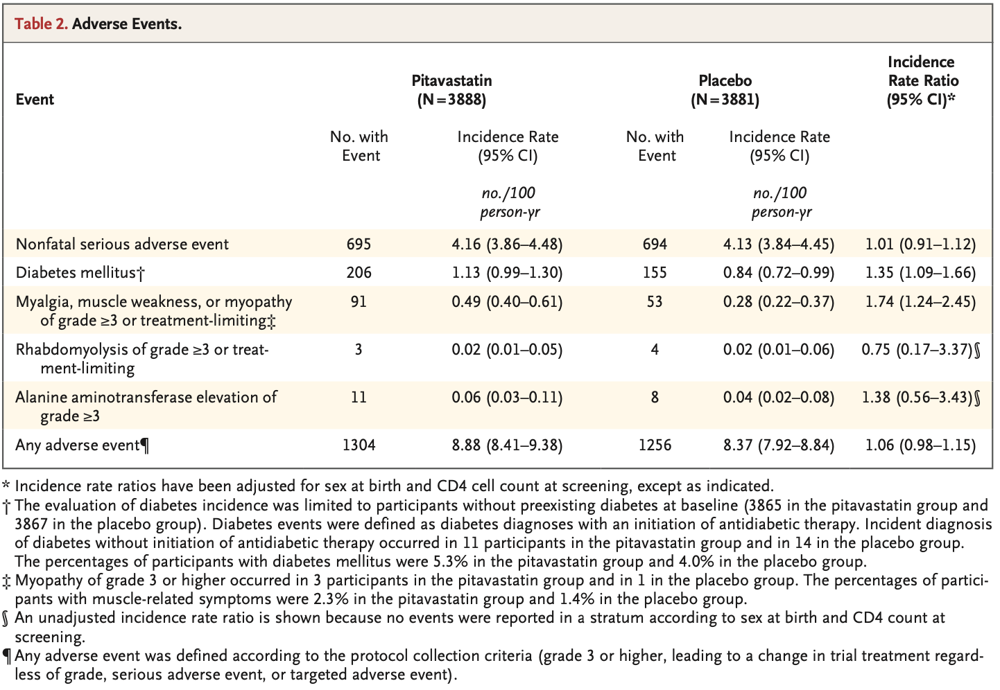 Table 2. Adverse Events.
Event
Pitavastatin
(N=3888)
Placebo
(N=3881)
Incidence
Rate Ratio
(95% CI)*
No. with
Event
Incidence Rate
(95% CI)
No. with
Event
Incidence Rate
(95% CI)
no./100
person-yr
no./100
person-yr
Nonfatal serious adverse event 695 4.16 (3.86–4.48) 694 4.13 (3.84–4.45) 1.01 (0.91–1.12)
Diabetes mellitus† 206 1.13 (0.99–1.30) 155 0.84 (0.72–0.99) 1.35 (1.09–1.66)
Myalgia, muscle weakness, or myopathy 91 0.49 (0.40–0.61) 53 0.28 (0.22–0.37) 1.74 (1.24–2.45)
of grade ≥3 or treatment-limiting‡
Rhabdomyolysis of grade ≥3 or treat- 3 0.02 (0.01–0.05) 4 0.02 (0.01–0.06) 0.75 (0.17–3.37)§
ment-limiting
Alanine aminotransferase elevation of 11 0.06 (0.03–0.11) 8 0.04 (0.02–0.08) 1.38 (0.56–3.43)§
grade ≥3
Any adverse event¶ 1304 8.88 (8.41–9.38) 1256 8.37 (7.92–8.84) 1.06 (0.98–1.15)
* Incidence rate ratios have been adjusted for sex at birth and CD4 cell count at screening, except as indicated.
† The evaluation of diabetes incidence was limited to participants without preexisting diabetes at baseline (3865 in the pitavastatin group and
3867 in the placebo group). Diabetes events were defined as diabetes diagnoses with an initiation of antidiabetic therapy. Incident diagnosis
of diabetes without initiation of antidiabetic therapy occurred in 11 participants in the pitavastatin group and in 14 in the placebo group.
The percentages of participants with diabetes mellitus were 5.3% in the pitavastatin group and 4.0% in the placebo group.
‡ Myopathy of grade 3 or higher occurred in 3 participants in the pitavastatin group and in 1 in the placebo group. The percentages of partici-
pants with muscle-related symptoms were 2.3% in the pitavastatin group and 1.4% in the placebo group.
§ An unadjusted incidence rate ratio is shown because no events were reported in a stratum according to sex at birth and CD4 count at
screening.
¶ Any adverse event was defined according to the protocol collection criteria (grade 3 or higher, leading to a change in trial treatment regard-
less of grade, serious adverse event, or targeted adverse event).